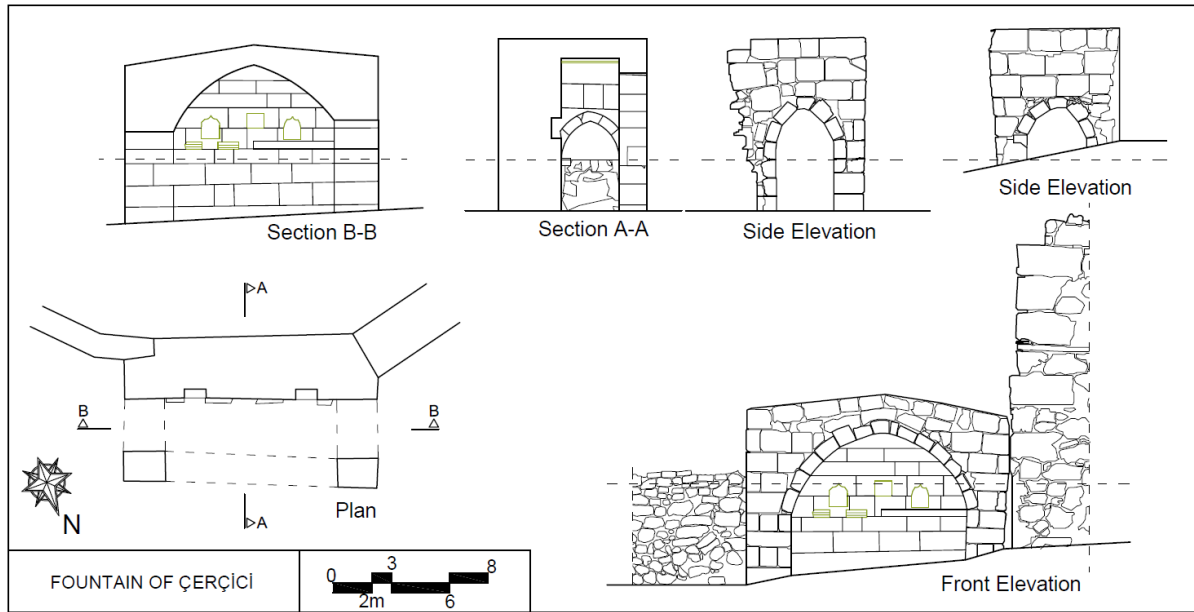 Section B-B
Section A-A
Side Elevation
Side Elevation
A
B
B
A
N
Plan
Front Elevation
FOUNTAIN OF ÇERÇİCİ
0 3 8
2m 6